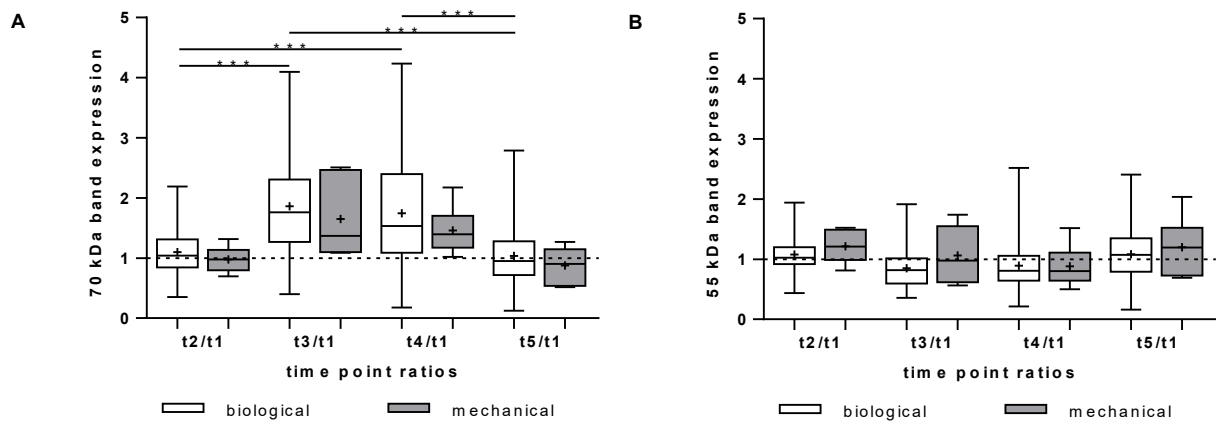 A
70 kDa band expression
5
4
3
2
1
0
***
***
***
***
***
t2/t1
t3/t1
t4/t1
t5/t1
time point ratios
biological
mechanical
B
55 kDa band expression
5
4
3
2
1
0
t2/t1
t3/t1
t4/t1
t5/t1
time point ratios
biological
mechanical